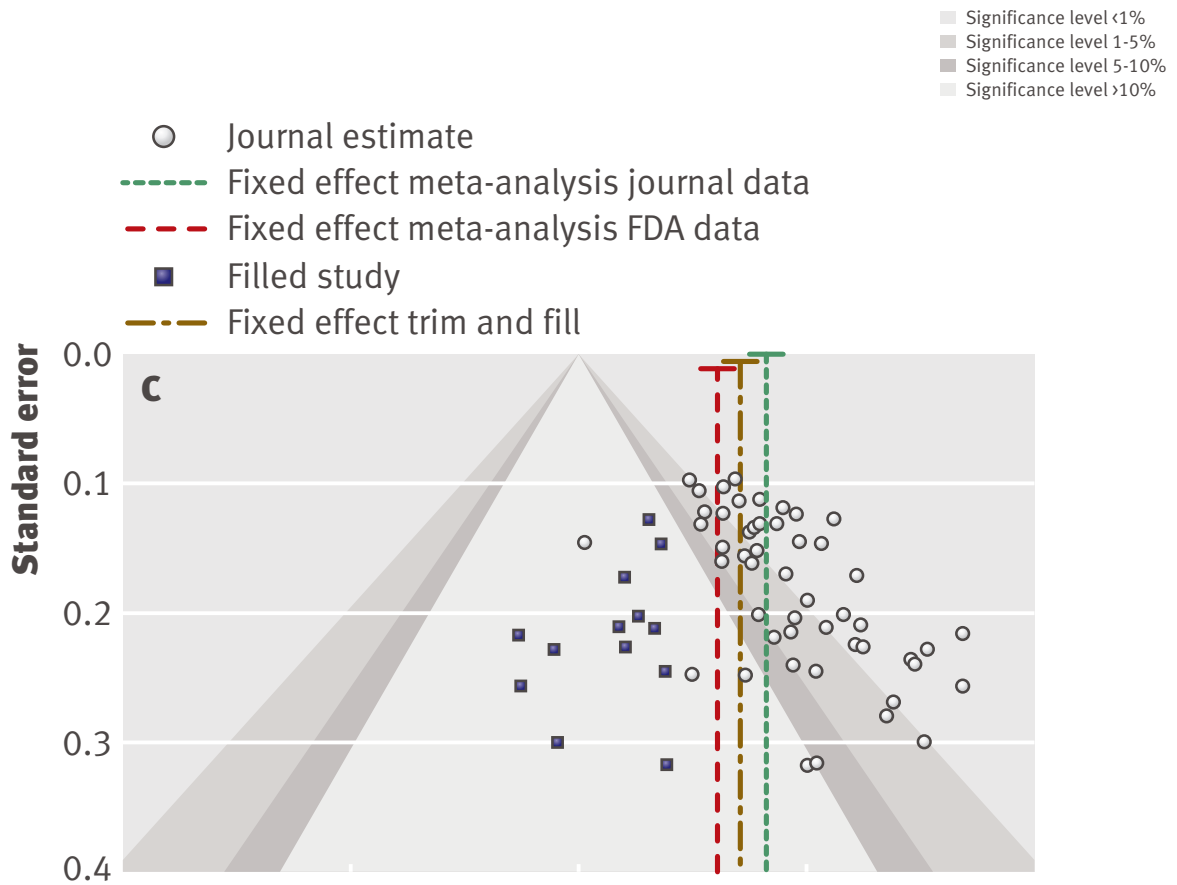 Significance level <1%
Significance level 1-5%
Significance level 5-10%
Significance level >10%
Journal estimate
Fixed effect meta-analysis journal data
Fixed effect meta-analysis FDA data
Filled study
Fixed effect trim and fill
Standard error
0.0
0.1
0.2
0.3
0.4
C